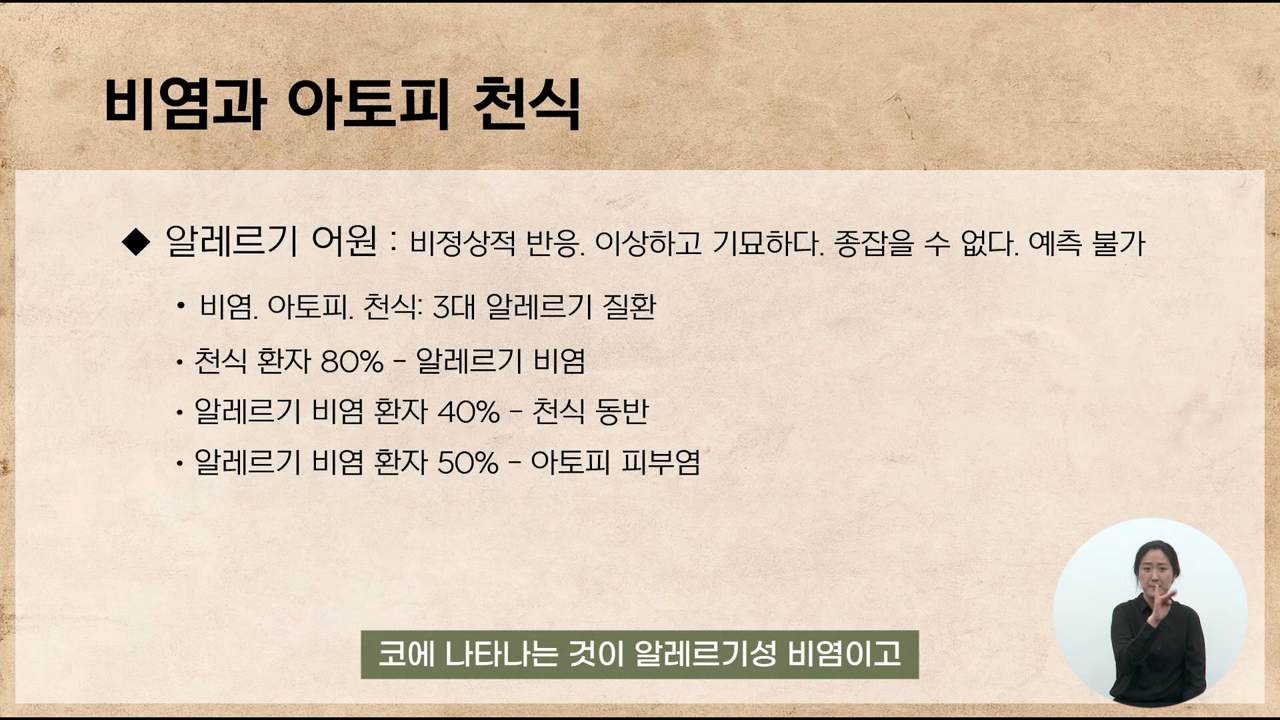 비염과 아토피 천식
◆ 알레르기 어원 : 비정상적 반응. 이상하고 기묘하다. 종잡을 수 없다. 예측 불가
• 비염. 아토피. 천식: 3대 알레르기 질환
• 천식 환자 80% - 알레르기 비염
• 알레르기 비염 환자 40% - 천식 동반
• 알레르기 비염 환자 50% - 아토피 피부염
코에 나타나는 것이 알레르기성 비염이고